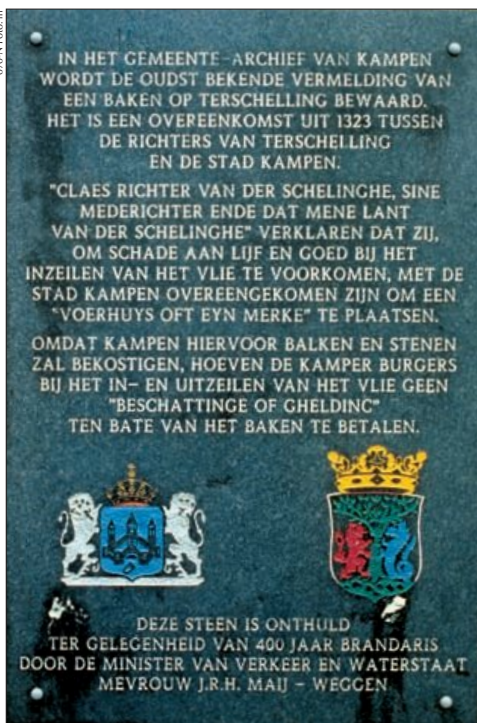 IN HET GEMEENTE-ARCHIEF VAN KAMPEN
WORDT DE OUDST BEKENDE VERMELDING VAN
EEN BAKEN OP TERSCHELLING BEWAARD.
HET IS EEN OVEREENKOMST UIT 1323 TUSSEN
DE RICHTERS VAN TERSCHELLING
EN DE STAD KAMPEN.
"CLAES RICHTER VAN DER SCHELINGHE, SINE
MEDERICHTER ENDE DAT MENE LANT
VAN DER SCHELINGHE" VERKLAREN DAT ZIJ,
OM SCHADE AAN LIJF EN GOED BIJ HET
INZEILEN VAN HET VLIE TE VOORKOMEN, MET DE
STAD KAMPEN OVEREENGEKOMEN ZIJN OM EEN
"VOERHUYS OFT EYN MERKE" TE PLAATSEN.
OMDAT KAMPEN HIERVOOR BALKEN EN STENEN
ZAL BEKOSTIGEN, HOEVEN DE KAMPER BURGERS
BIJ HET IN- EN UITZEILEN VAN HET VLIE GEEN
"BESCHATTINGE OF GHELDINC"
TEN BATE VAN HET BAKEN TE BETALEN.
DEZE STEEN IS ONTHULD
TER GELEGENHEID VAN 400 JAAR BRANDARIS
DOOR DE MINISTER VAN VERKEER EN WATERSTAAT
MEVROUW J.R.H. MAIJ - WEGGEN